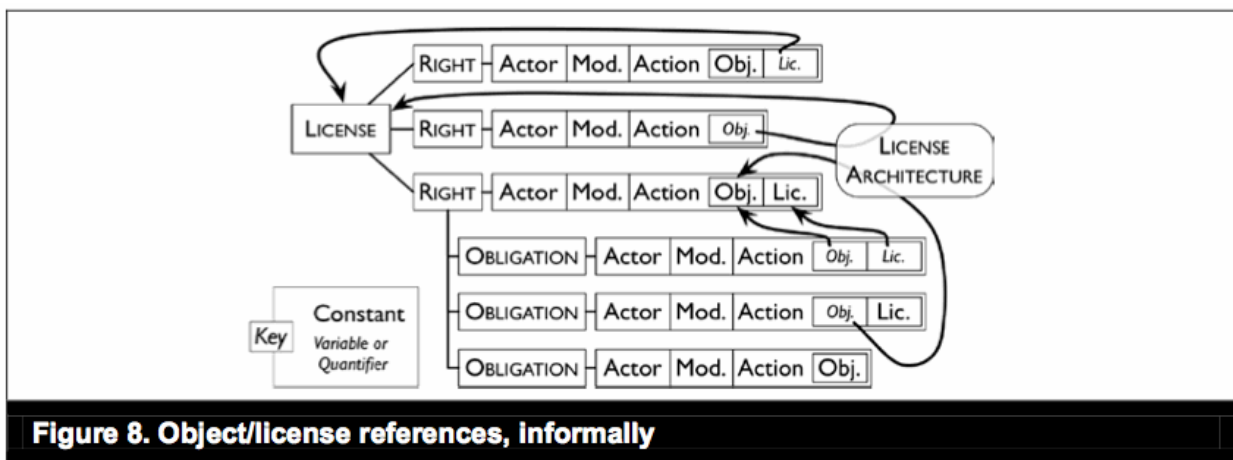 RIGHT Actor Mod. Action Obj. Lic.
LICENSE RIGHT Actor Mod. Action Obj.
LICENSE
ARCHITECTURE
RIGHT Actor Mod. Action Obj. Lic.
OBLIGATION Actor Mod. Action Obj. Lic.
OBLIGATION Actor Mod. Action Obj. Lic.
OBLIGATION Actor Mod. Action Obj.
Key
Constant
Variable or
Quantifier
Figure 8. Object/license references, informally